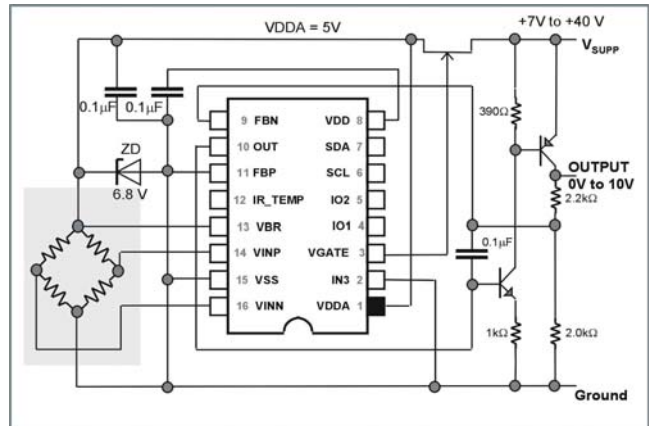 VDDA = 5V
+7V to +40 V
VSUPP
0.1µF
0.1µF
ZD
6.8 V
9 FBN
VDD 8
10 OUT
SDA 7
11 FBP
SCL 6
12 IR_TEMP
IO2 5
13 VBR
IO1 4
14 VINP
VGATE 3
15 VSS
IN3 2
16 VINN
VDDA 1
390Ω
OUTPUT
0V to 10V
2.2kΩ
0.1µF
1kΩ
2.0kΩ
Ground